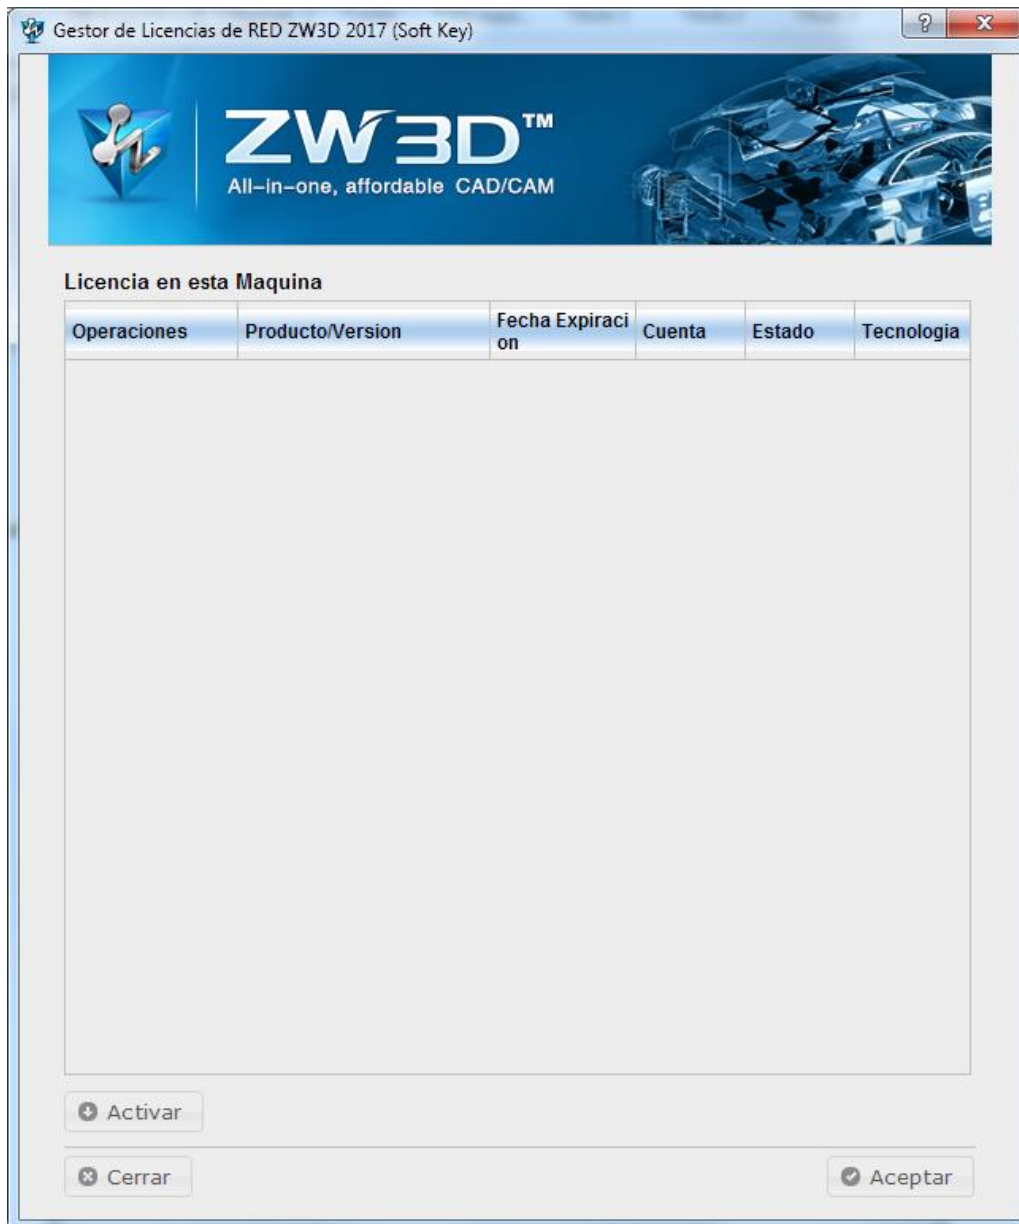 Gestor de Licencias de RED ZW3D 2017 (Soft Key)
ZW3D™
All-in-one, affordable CAD/CAM
Licencia en esta Maquina
Operaciones Producto/Version Fecha Expiraci
on Cuenta Estado Tecnologia
Activar
Cerrar Aceptar